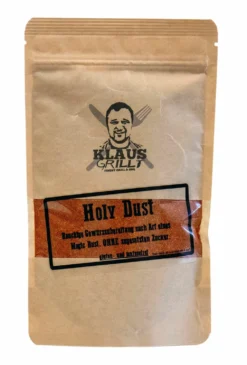 KLAUS
GRILLT
Holy Dust
Rauchige Gewürzzubereitung nach Art eines
Magic Dust, OHNE zugesetzten Zucker